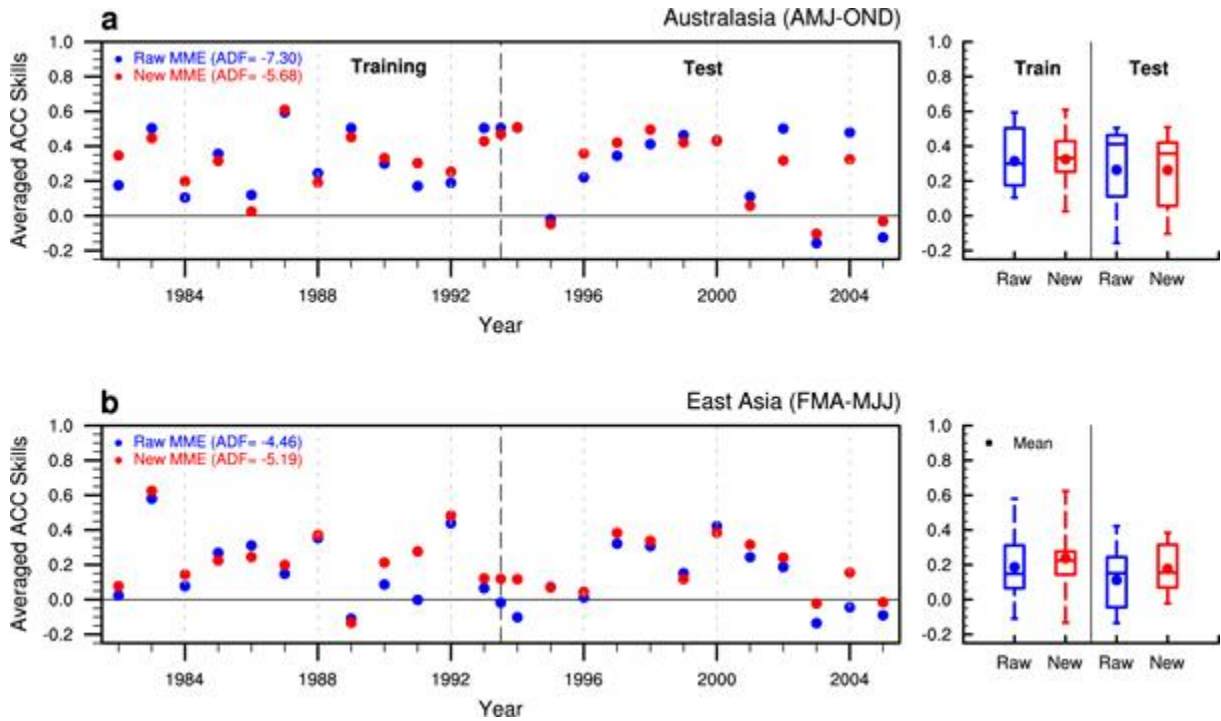 a
Australasia (AMJ-OND)
Averaged ACC Skills
1.0
0.8
0.6
0.4
0.2
0.0
-0.2
Raw MME (ADF= -7.30)
New MME (ADF= -5.68)
Training
Test
1984 1988 1992 1996 2000 2004
Year
1.0
0.8
0.6
0.4
0.2
0.0
-0.2
Train Test
Raw New Raw New
b
East Asia (FMA-MJJ)
Averaged ACC Skills
1.0
0.8
0.6
0.4
0.2
0.0
-0.2
Raw MME (ADF= -4.46)
New MME (ADF= -5.19)
1984 1988 1992 1996 2000 2004
Year
1.0
0.8
0.6
0.4
0.2
0.0
-0.2
Mean
Raw New Raw New